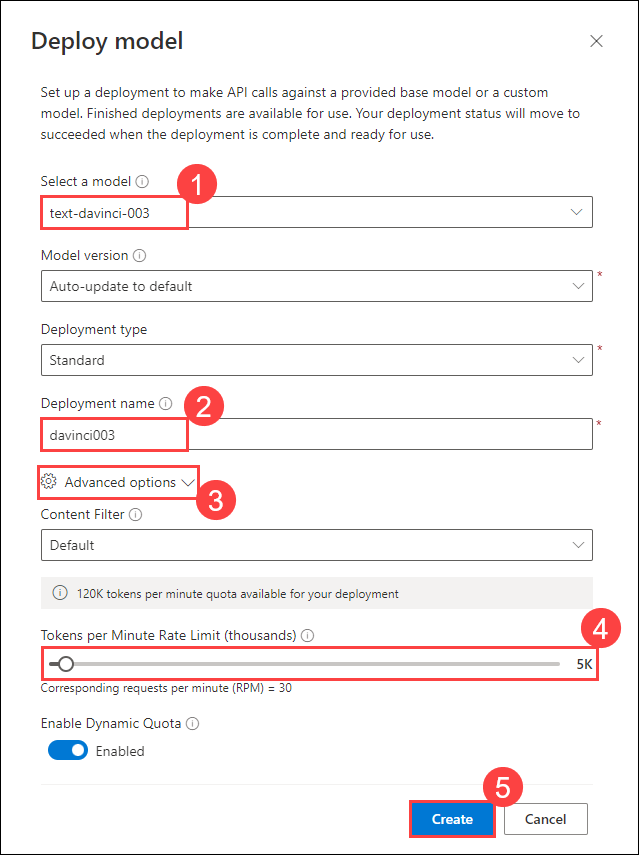 Deploy model
Set up a deployment to make API calls against a provided base model or a custom
model. Finished deployments are available for use. Your deployment status will move to
succeeded when the deployment is complete and ready for use.
Select a model
1
text-davinci-003
Model version
Auto-update to default
*
Deployment type
Standard
*
Deployment name
2
davinci003
*
Advanced options
3
Content Filter
Default
120K tokens per minute quota available for your deployment
Tokens per Minute Rate Limit (thousands)
4
5K
Corresponding requests per minute (RPM) = 30
Enable Dynamic Quota
Enabled
5
Create
Cancel